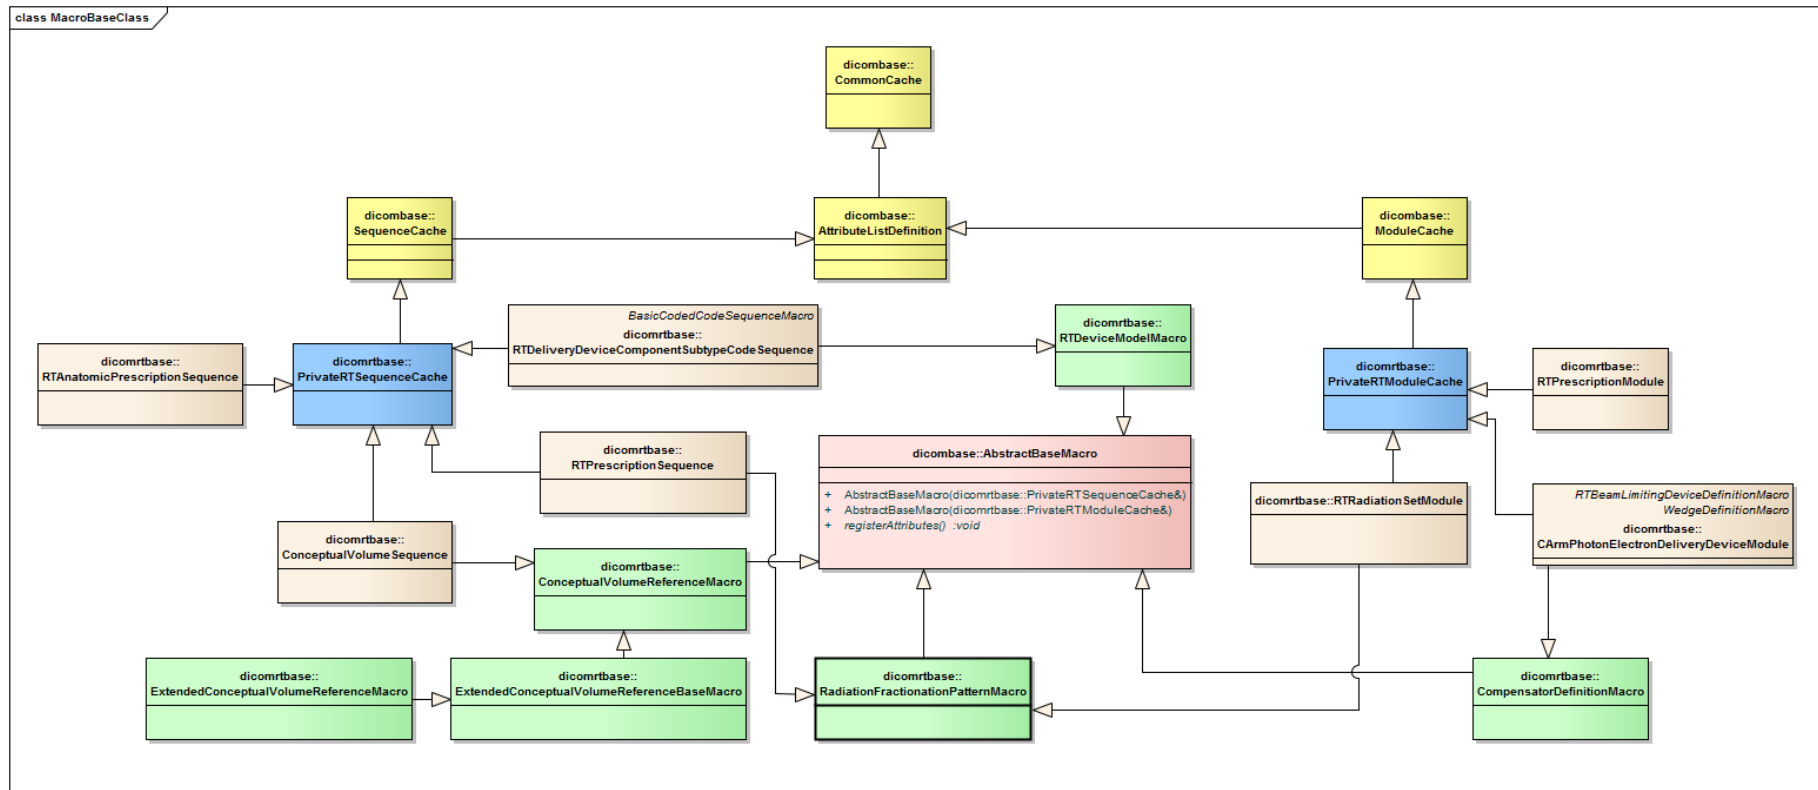 class MacroBaseClass
dicombase::
CommonCache
dicombase::
SequenceCache
dicombase::
AttributeListDefinition
dicombase::
ModuleCache
BasicCodedCodeSequenceMacro
dicomrtbase::
RTDeliveryDeviceComponentSubtypeCodeSequence
dicomrtbase::
RTDeviceModelMacro
dicomrtbase::
RTAnatomicPrescriptionSequence
dicomrtbase::
PrivateRTSequenceCache
dicomrtbase::
PrivateRTModuleCache
dicomrtbase::
RTPrescriptionModule
dicomrtbase::
RTPrescriptionSequence
dicombase::AbstractBaseMacro
+ AbstractBaseMacro(dicomrtbase::PrivateRTSequenceCache&)
+ AbstractBaseMacro(dicomrtbase::PrivateRTModuleCache&)
+ registerAttributes() :void
dicomrtbase::RTRadiationSetModule
RTBeamLimitingDeviceDefinitionMacro
WedgeDefinitionMacro
dicomrtbase::
CArmPhotonElectronDeliveryDeviceModule
dicomrtbase::
ConceptualVolumeSequence
dicomrtbase::
ConceptualVolumeReferenceMacro
dicomrtbase::
ExtendedConceptualVolumeReferenceMacro
dicomrtbase::
ExtendedConceptualVolumeReferenceBaseMacro
dicomrtbase::
RadiationFractionationPatternMacro
dicomrtbase::
CompensatorDefinitionMacro